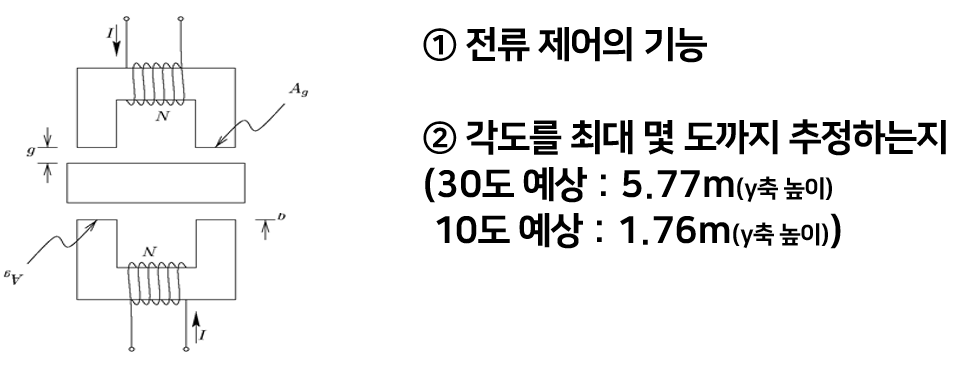 I
N
A_g
g
① 전류 제어의 기능
② 각도를 최대 몇 도까지 추정하는지
(30도 예상 : 5.77m(y축 높이)
10도 예상 : 1.76m(y축 높이))
g
N
A_g
I